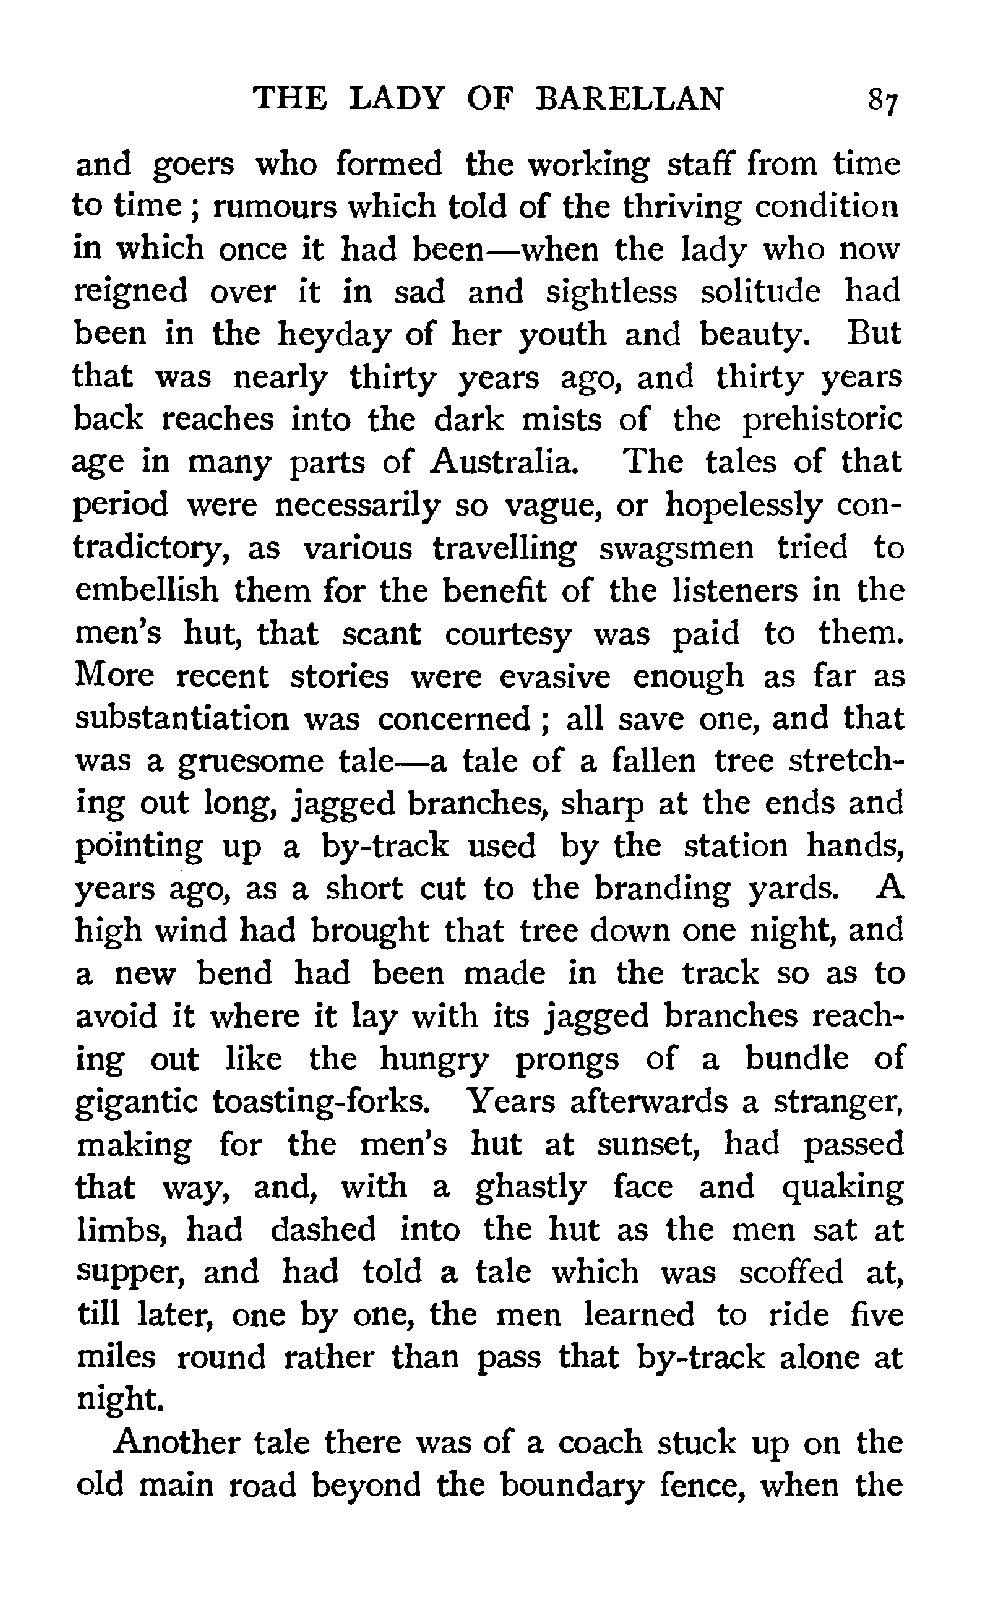 THE LADY OF BARELLAN 87
and goers who formed the working staff from time
to time ; rumours which told of the thriving condition
in which once it had been—when the lady who now
reigned over it in sad and sightless solitude had
been in the heyday of her youth and beauty. But
that was nearly thirty years ago, and thirty years
back reaches into the dark mists of the prehistoric
age in many parts of Australia. The tales of that
period were necessarily so vague, or hopelessly con-
tradictory, as various travelling swagsmen tried to
embellish them for the benefit of the listeners in the
men's hut, that scant courtesy was paid to them.
More recent stories were evasive enough as far as
substantiation was concerned ; all save one, and that
was a gruesome tale—a tale of a fallen tree stretch-
ing out long, jagged branches, sharp at the ends and
pointing up a by-track used by the station hands,
years ago, as a short cut to the branding yards. A
high wind had brought that tree down one night, and
a new bend had been made in the track so as to
avoid it where it lay with its jagged branches reach-
ing out like the hungry prongs of a bundle of
gigantic toasting-forks. Years afterwards a stranger,
making for the men's hut at sunset, had passed
that way, and, with a ghastly face and quaking
limbs, had dashed into the hut as the men sat at
supper, and had told a tale which was scoffed at,
till later, one by one, the men learned to ride five
miles round rather than pass that by-track alone at
night.
Another tale there was of a coach stuck up on the
old main road beyond the boundary fence, when the